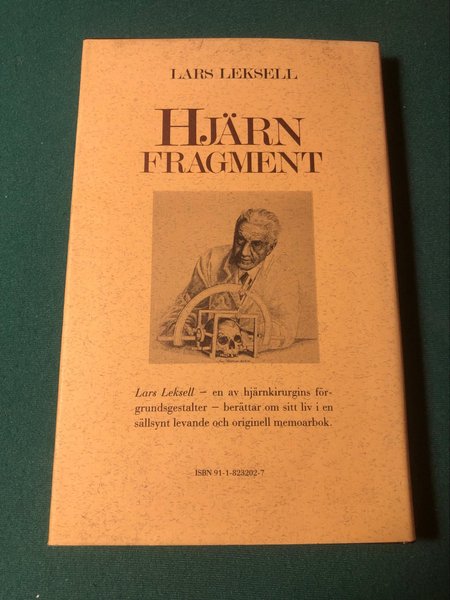 LARS LEKSELL
HJÄRN
FRAGMENT
Lars Leksell – en av hjärnkirurgins för-
grundsgestalter – berättar om sitt liv i en
sällsynt levande och originell memoarbok.
ISBN 91-1-823202-7